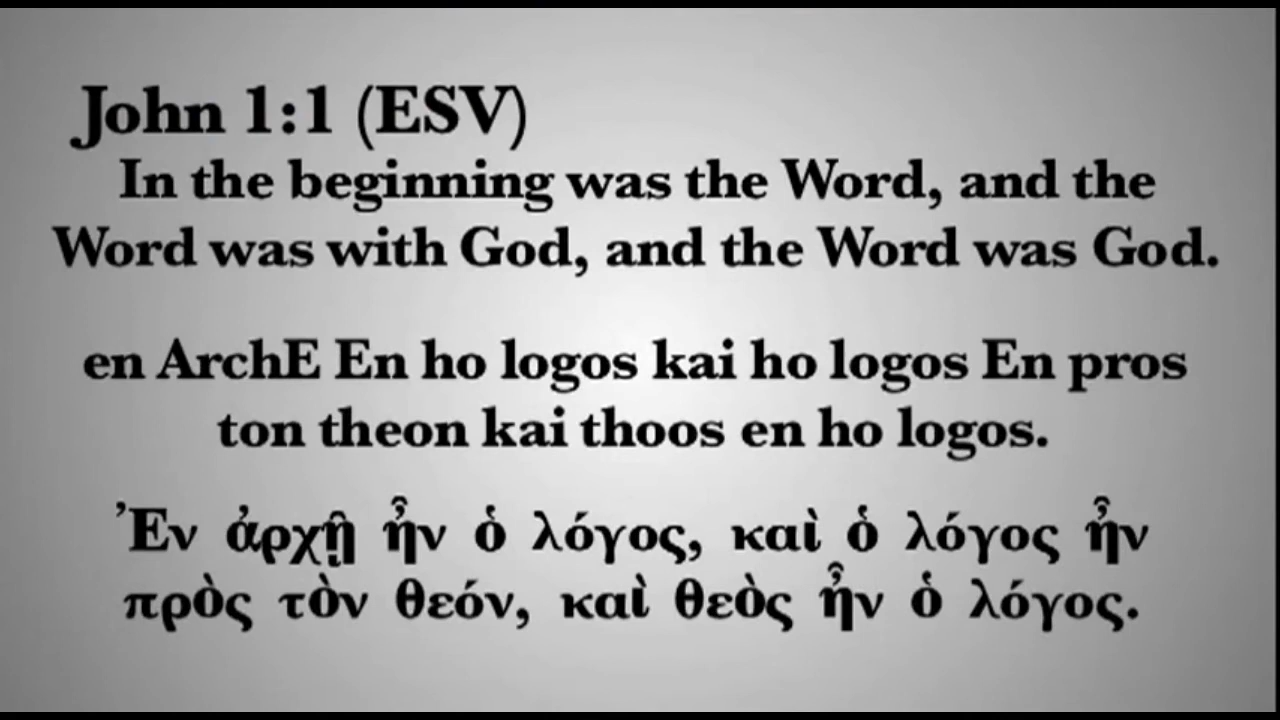 John 1:1 (ESV)
In the beginning was the Word, and the
Word was with God, and the Word was God.
en ArchE En ho logos kai ho logos En pros
ton theon kai thoos en ho logos.
Ἐν ἀρχῇ ἦν ὁ λόγος, καὶ ὁ λόγος ἦν
πρὸς τὸν θεόν, καὶ θεὸς ἦν ὁ λόγος.